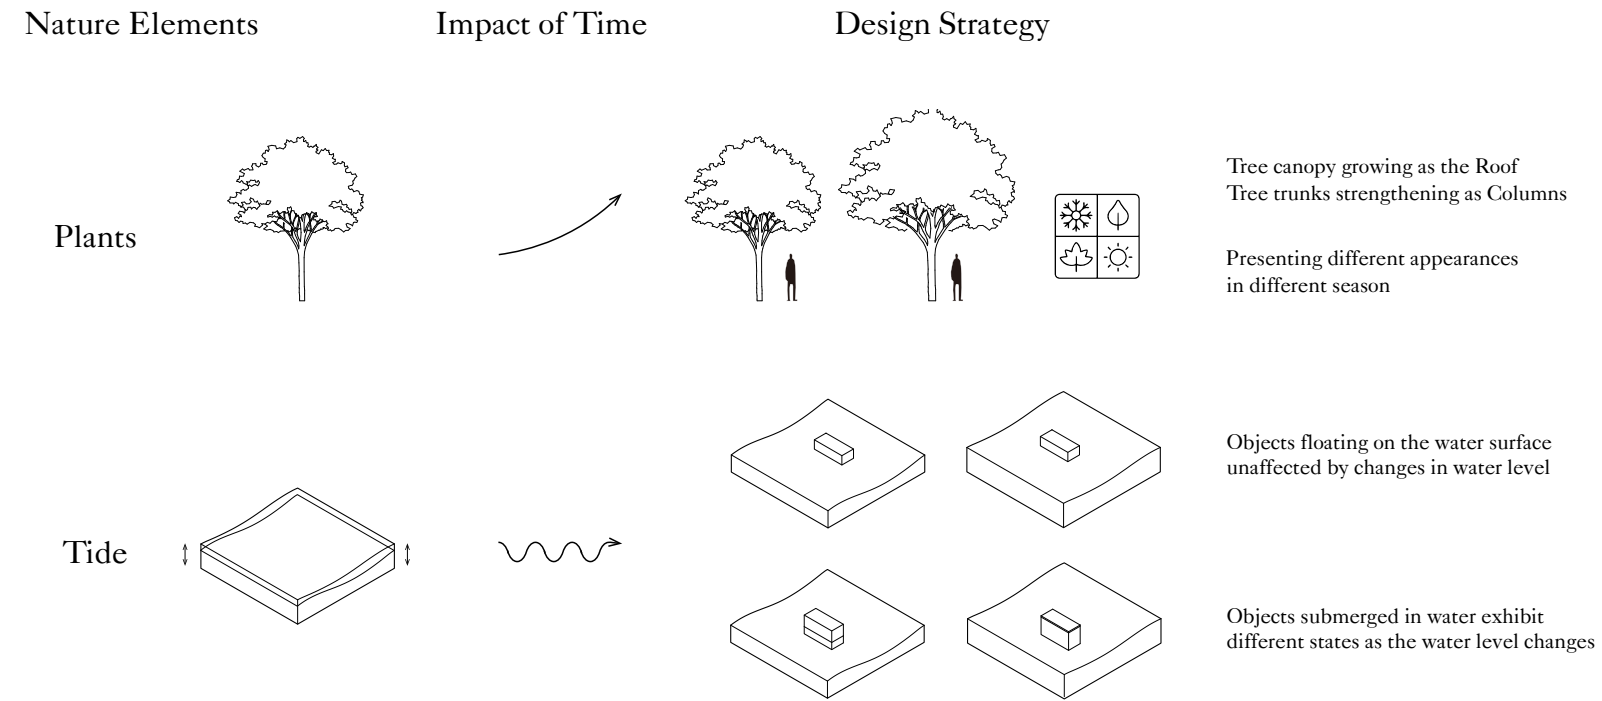 Nature Elements
Impact of Time
Design Strategy
Plants
Tree canopy growing as the Roof
Tree trunks strengthening as Columns
Presenting different appearances
in different season
Tide
Objects floating on the water surface
unaffected by changes in water level
Objects submerged in water exhibit
different states as the water level changes